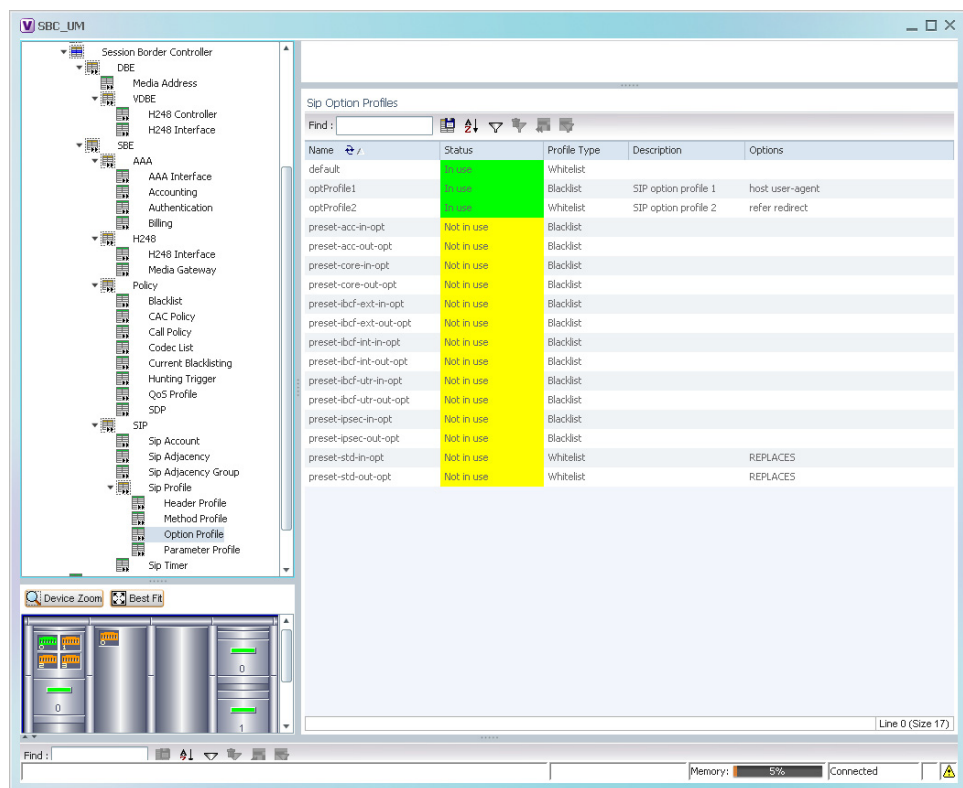 SBC_UM
Session Border Controller
DBE
Media Address
VDBE
H248 Controller
H248 Interface
SBE
AAA
AAA Interface
Accounting
Authentication
Billing
H248
H248 Interface
Media Gateway
Policy
Blacklist
CAC Policy
Call Policy
Codec List
Current Blacklisting
Hunting Trigger
QoS Profile
SDP
SIP
Sip Account
Sip Adjacency
Sip Adjacency Group
Sip Profile
Header Profile
Method Profile
Option Profile
Parameter Profile
Sip Timer
Device Zoom Best Fit
0
0
1
Sip Option Profiles
Find :
Name Status Profile Type Description Options
default In use Whitelist
optProfile1 In use Blacklist SIP option profile 1 host user-agent
optProfile2 In use Whitelist SIP option profile 2 refer redirect
preset-acc-in-opt Not in use Blacklist
preset-acc-out-opt Not in use Blacklist
preset-core-in-opt Not in use Blacklist
preset-core-out-opt Not in use Blacklist
preset-ibcf-ext-in-opt Not in use Blacklist
preset-ibcf-ext-out-opt Not in use Blacklist
preset-ibcf-int-in-opt Not in use Blacklist
preset-ibcf-int-out-opt Not in use Blacklist
preset-ibcf-utr-in-opt Not in use Blacklist
preset-ibcf-utr-out-opt Not in use Blacklist
preset-ipsec-in-opt Not in use Blacklist
preset-ipsec-out-opt Not in use Blacklist
preset-std-in-opt Not in use Whitelist REPLACES
preset-std-out-opt Not in use Whitelist REPLACES
Line 0 (Size 17)
Find :
Memory: 5% Connected